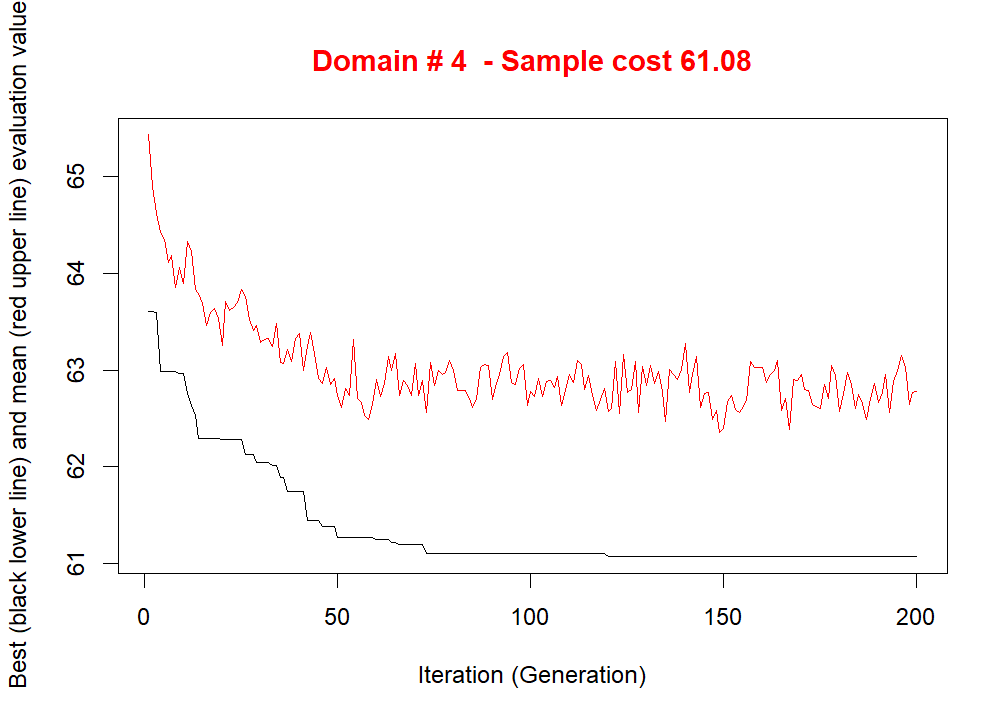 Domain # 4  - Sample cost 61.08
Best (black lower line) and mean (red upper line) evaluation value
65
64
63
62
61
0 50 100 150 200
Iteration (Generation)